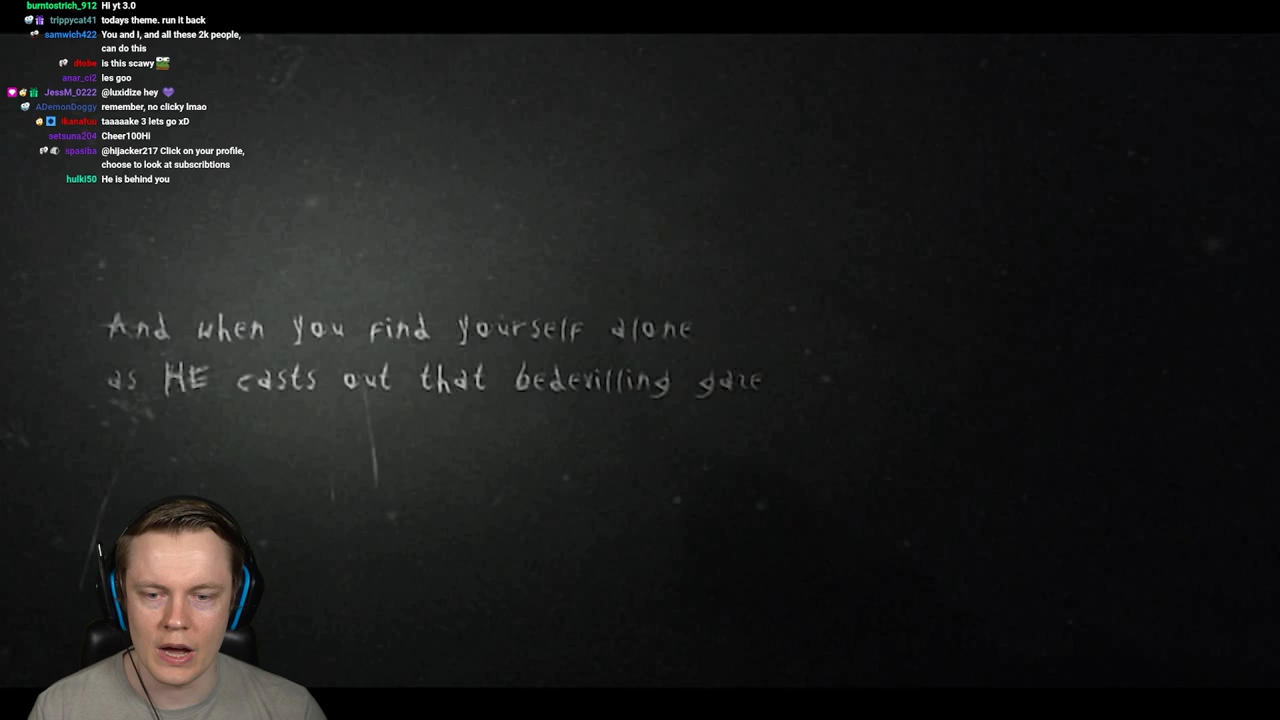 burntostrich_912 Hi yt 3.0
trippycat41 todays theme. run it back
samwich422 You and I, and all these 2k people,
can do this
dtobe is this scawy
anar_ci2 les goo
JessM_0222 @luxidize hey
ADemonDoggy remember, no clicky lmao
ikanafuu taaaaake 3 lets go xD
setsuna204 Cheer100Hi
spasiba @hijacker217 Click on your profile,
choose to look at subscribtions
hulki50 He is behind you
And when you find yourself alone
as HE casts out that bedevilling gaze